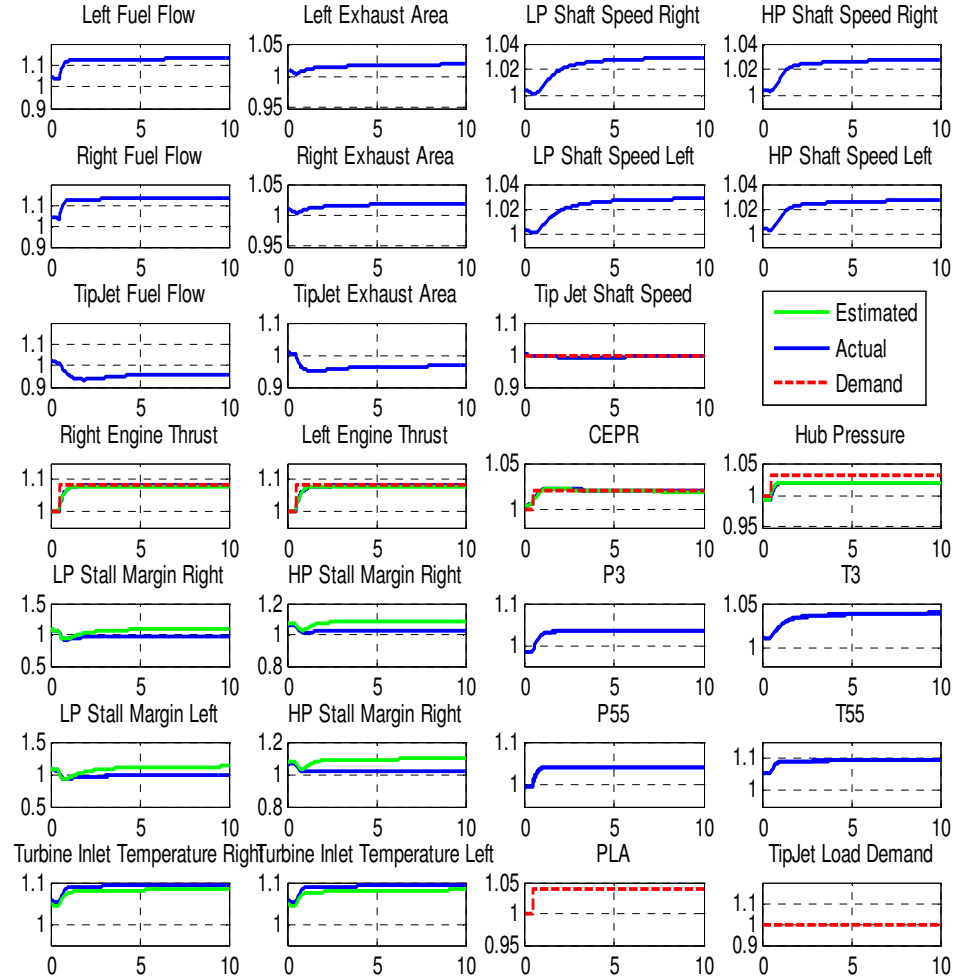 Left Fuel Flow Left Exhaust Area LP Shaft Speed Right HP Shaft Speed Right
1.1 1 0.9 0 5 10
1.05 1 0.95 0 5 10
1.04 1.02 1 0 5 10
1.04 1.02 1 0 5 10
Right Fuel Flow Right Exhaust Area LP Shaft Speed Left HP Shaft Speed Left
1.1 1 0.9 0 5 10
1.05 1 0.95 0 5 10
1.04 1.02 1 0 5 10
1.04 1.02 1 0 5 10
TipJet Fuel Flow TipJet Exhaust Area Tip Jet Shaft Speed
1.1 1 0.9 0 5 10
1.1 1 0.9 0 5 10
1.1 1 0.9 0 5 10
Estimated
Actual
Demand
Right Engine Thrust Left Engine Thrust CEPR Hub Pressure
1.1 1 0 5 10
1.1 1 0 5 10
1.05 1 0 5 10
1.05 1 0.95 0 5 10
LP Stall Margin Right HP Stall Margin Right P3 T3
1.5 1 0.5 0 5 10
1.2 1 0.8 0 5 10
1.1 1 0 5 10
1.05 1 0 5 10
LP Stall Margin Left HP Stall Margin Right P55 T55
1.5 1 0.5 0 5 10
1.2 1 0.8 0 5 10
1.1 1 0 5 10
1.1 1 0 5 10
Turbine Inlet Temperature Right Turbine Inlet Temperature Left PLA TipJet Load Demand
1.1 1 0 5 10
1.1 1 0 5 10
1.04 1 0.95 0 5 10
1.1 1 0.9 0 5 10